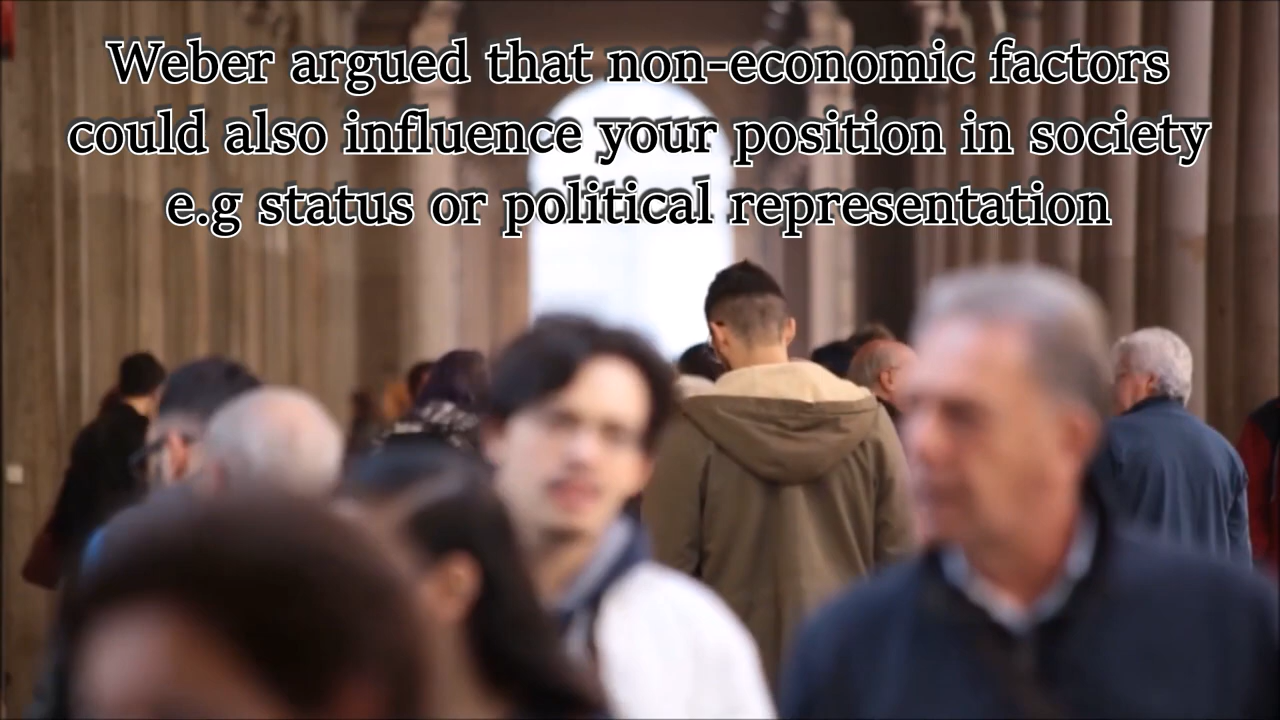 Weber argued that non-economic factors
could also influence your position in society
e.g status or political representation